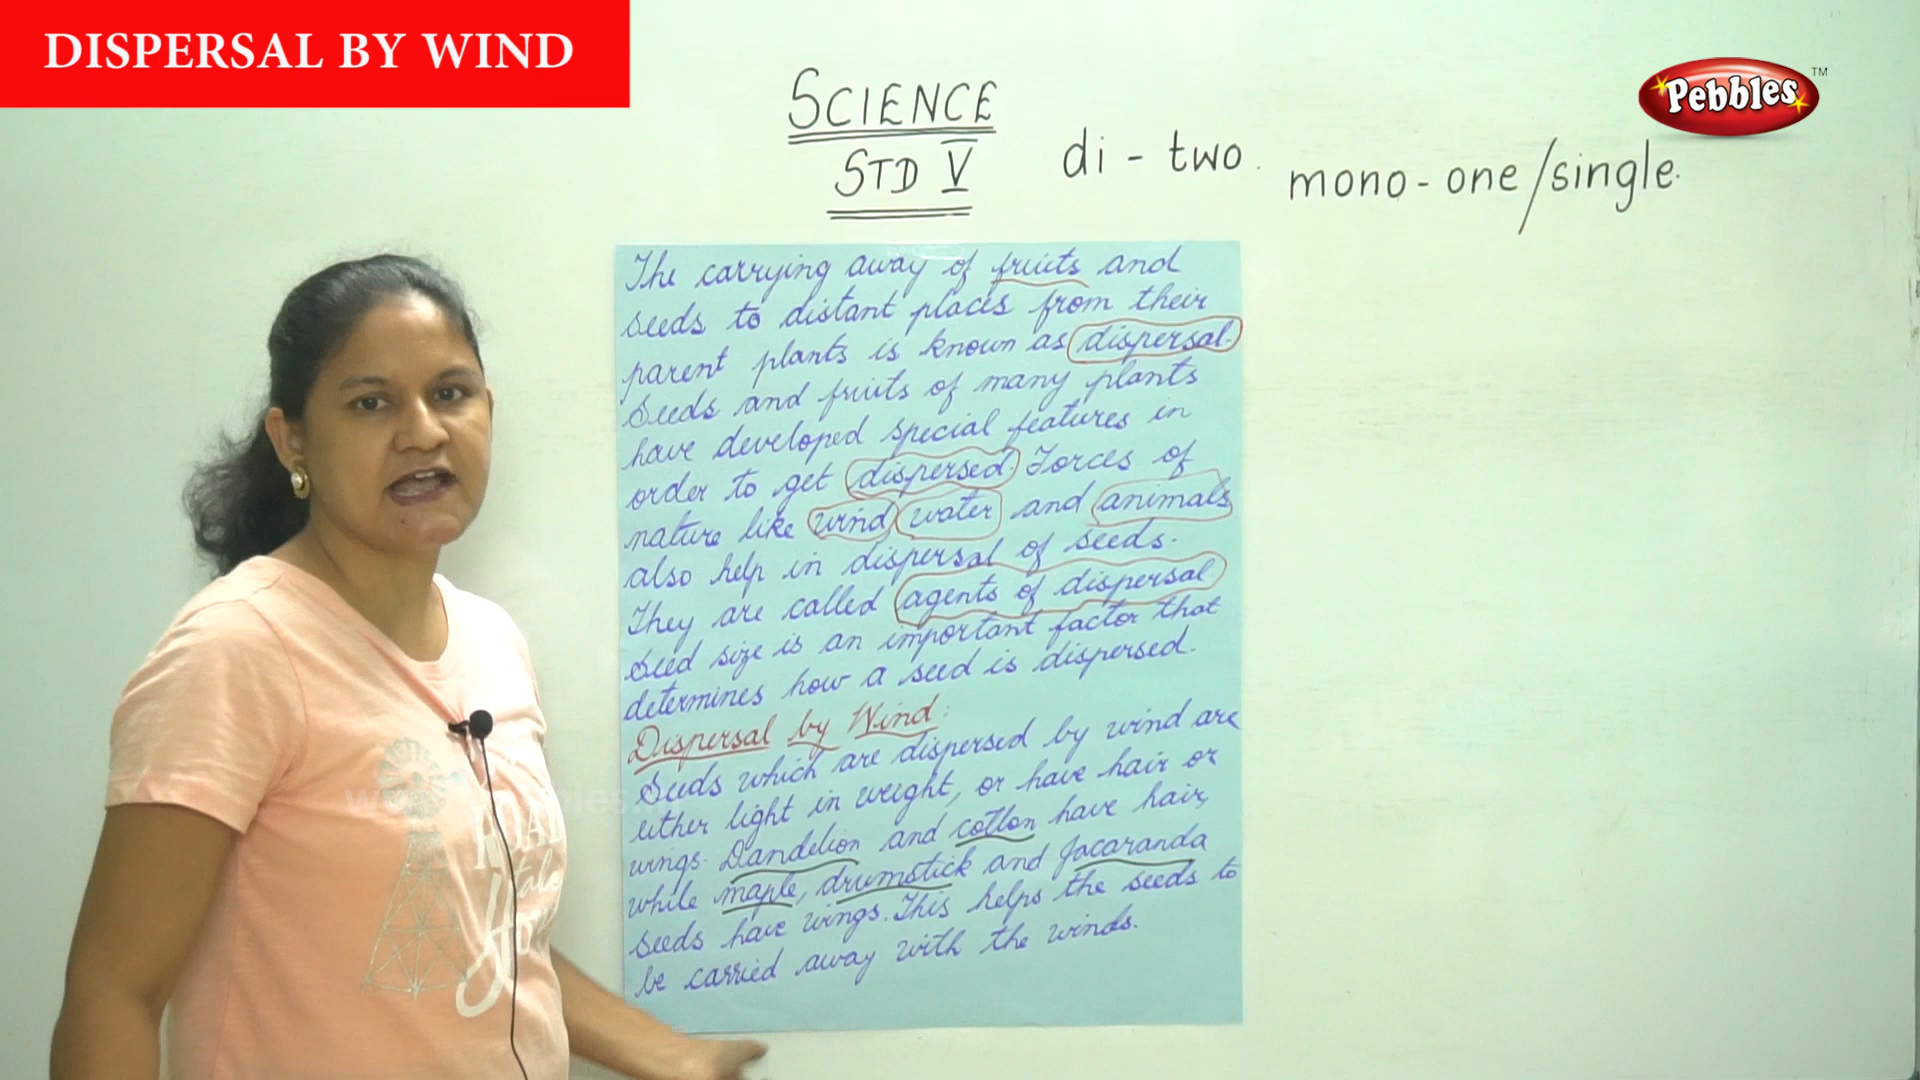 DISPERSAL BY WIND
Pebbles
TM
SCIENCE
STD V
di - two.
mono - one/single.
The carrying away of fruits and
seeds to distant places from their
parent plants is known as dispersal.
Seeds and fruits of many plants
have developed special features in
order to get dispersed. Forces of
nature like wind water and animals
also help in dispersal of seeds.
They are called agents of dispersal.
Seed size is an important factor that
determines how a seed is dispersed.
Dispersal by Wind:
Seeds which are dispersed by wind are
either light in weight, or have hair or
wings. Dandelion and cotton have hair,
while maple, drumstick and Jacaranda
seeds have wings. This helps the seeds to
be carried away with the winds.